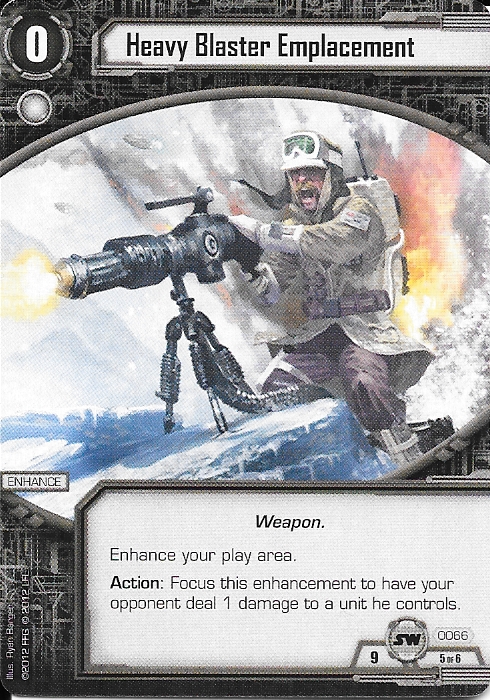 0
Heavy Blaster Emplacement
ENHANCE
Weapon.
Enhance your play area.
Action: Focus this enhancement to have your
opponent deal 1 damage to a unit he controls.
SW
0066
9
5 of 6
Illus. Ryan Barger
©2012 FFG ©2012 LFL